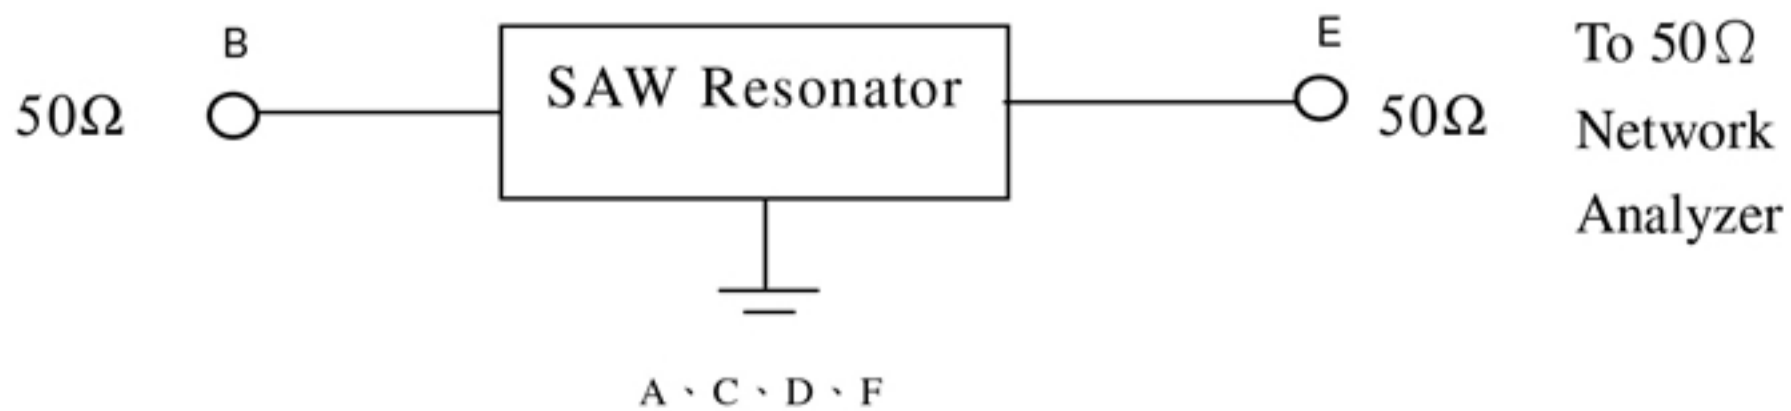 B
E
50Ω
SAW Resonator
50Ω
To 50Ω
Network
Analyzer
A、C、D、F